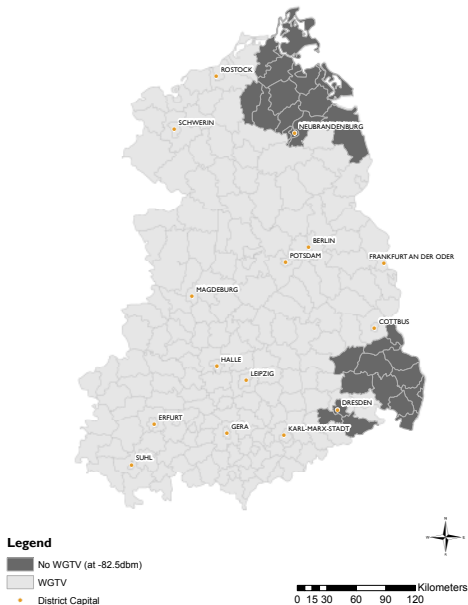 ROSTOCK
SCHWERIN
NEUBRANDENBURG
BERLIN
POTSDAM
FRANKFURT AN DER ODER
MAGDEBURG
COTTBUS
HALLE
LEIPZIG
DRESDEN
ERFURT
GERA
KARL-MARX-STADT
SUHL
Legend
No WGTV (at -82.5dbm)
WGTV
District Capital
N
W
E
S
Kilometers
0 15 30 60 90 120